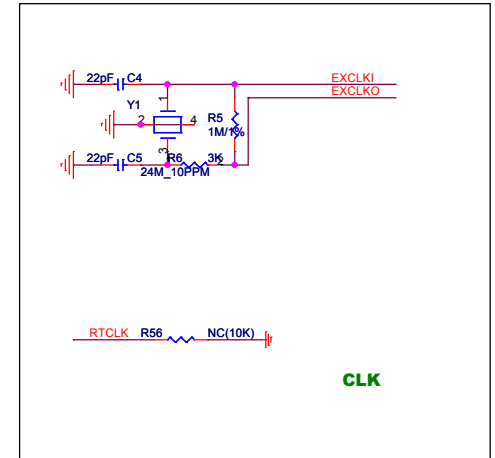 22pF C4
EXCLKI
EXCLKO
1
Y1
2
4
R5
1M/1%
3
22pF C5
R6
3K
2
24M_10PPM
RTCLK
R56
NC(10K)
CLK